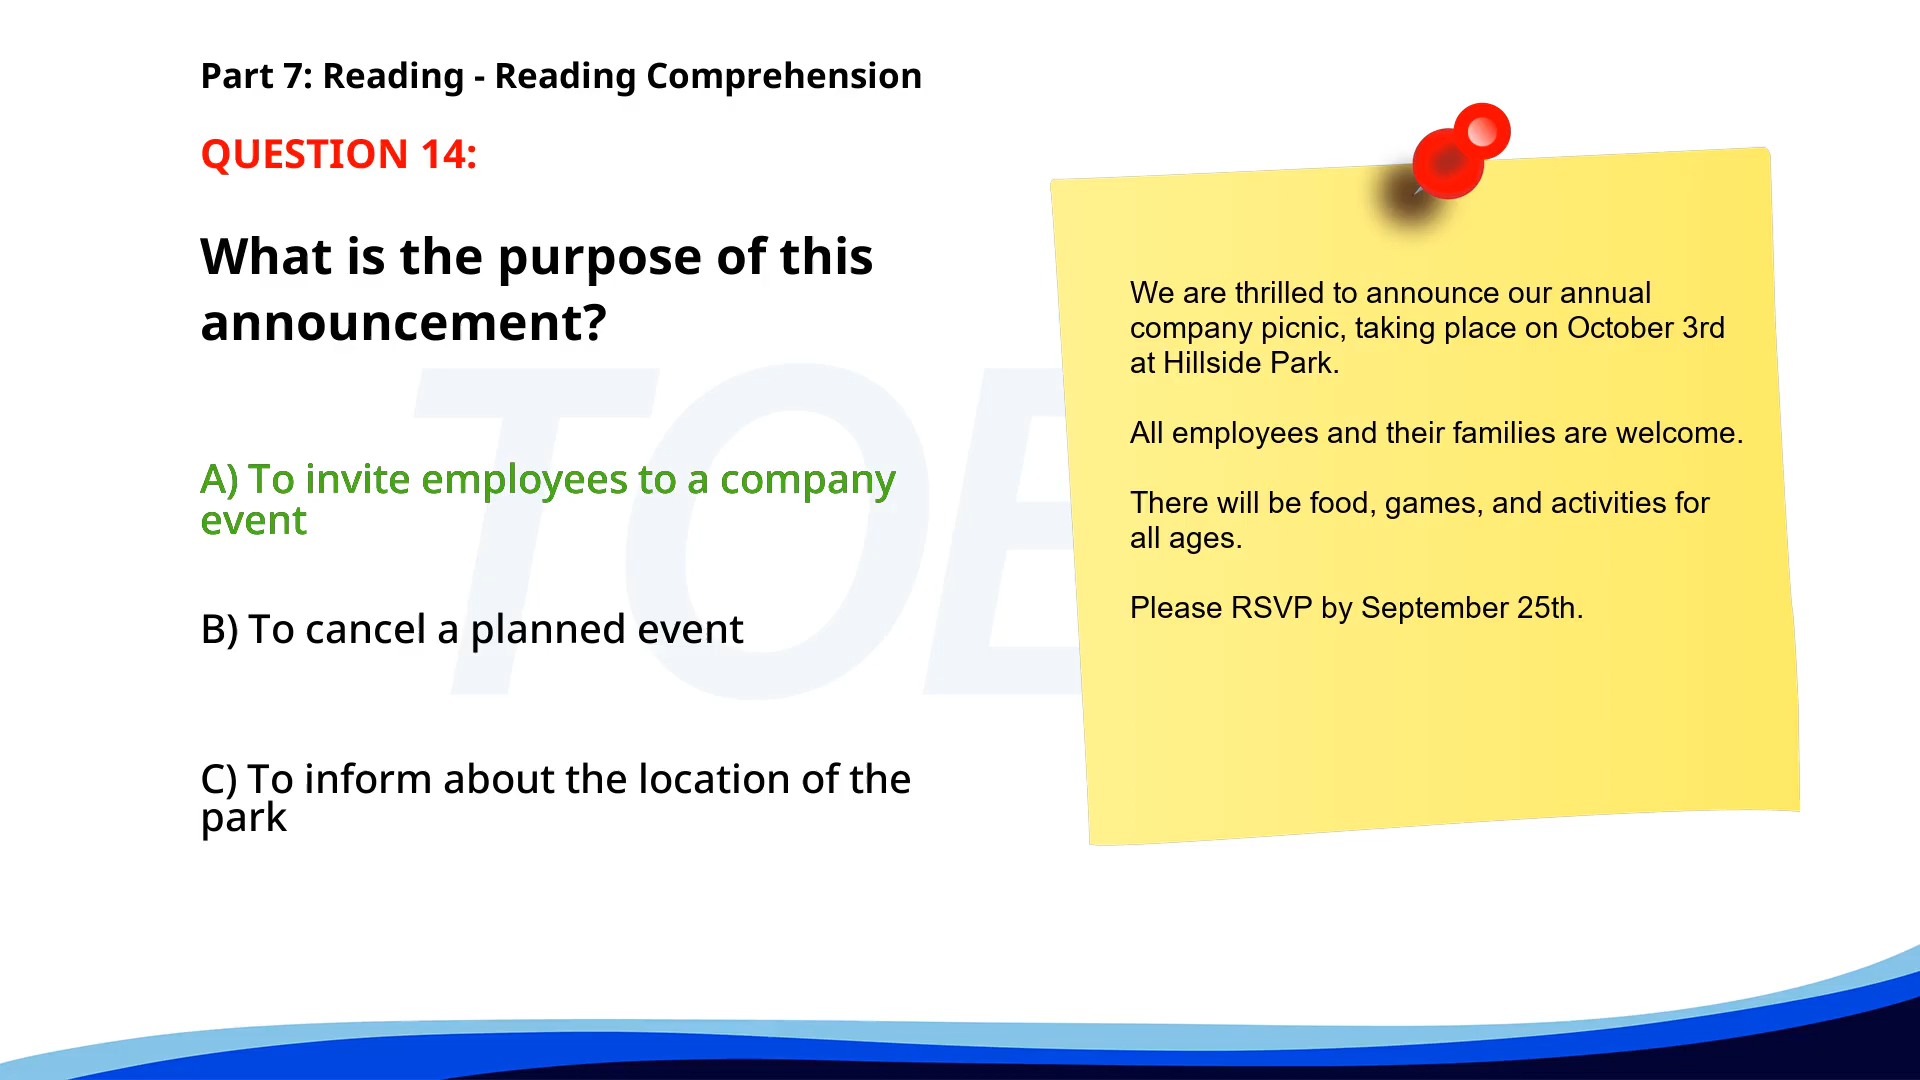 Part 7: Reading - Reading Comprehension
QUESTION 14:
What is the purpose of this
announcement?
A) To invite employees to a company
event
B) To cancel a planned event
C) To inform about the location of the
park
We are thrilled to announce our annual
company picnic, taking place on October 3rd
at Hillside Park.
All employees and their families are welcome.
There will be food, games, and activities for
all ages.
Please RSVP by September 25th.